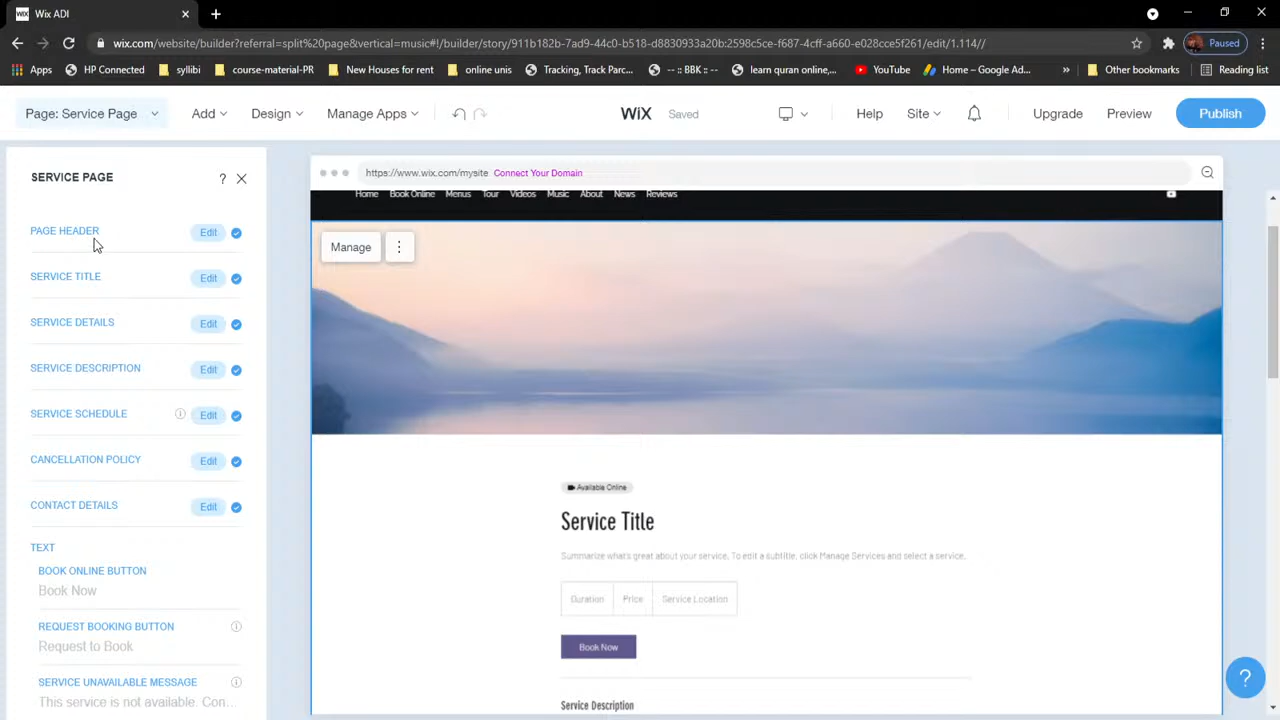 WiX Wix ADI
wix.com/website/builder?referral=split%20page&vertical=music#!/builder/story/911b182b-7ad9-44c0-b518-d8830933a20b:2598c5ce-f687-4cff-a660-e028cce5f261/edit/1.114//
Paused
Apps HP Connected syllibi course-material-PR New Houses for rent online unis Tracking, Track Parc... -- :: BBK :: -- learn quran online,... YouTube Home – Google Ad... » Other bookmarks Reading list
Page: Service Page Add Design Manage Apps WiX Saved Help Site Upgrade Preview Publish
SERVICE PAGE ?
PAGE HEADER Edit
SERVICE TITLE Edit
SERVICE DETAILS Edit
SERVICE DESCRIPTION Edit
SERVICE SCHEDULE Edit
CANCELLATION POLICY Edit
CONTACT DETAILS Edit
TEXT
BOOK ONLINE BUTTON
Book Now
REQUEST BOOKING BUTTON
Request to Book
SERVICE UNAVAILABLE MESSAGE
This service is not available. Con...
https://www.wix.com/mysite Connect Your Domain
Home Book Online Menus Tour Videos Music About News Reviews
Manage
Available Online
Service Title
Summarize what's great about your service. To edit a subtitle, click Manage Services and select a service.
Duration Price Service Location
Book Now
Service Description
?